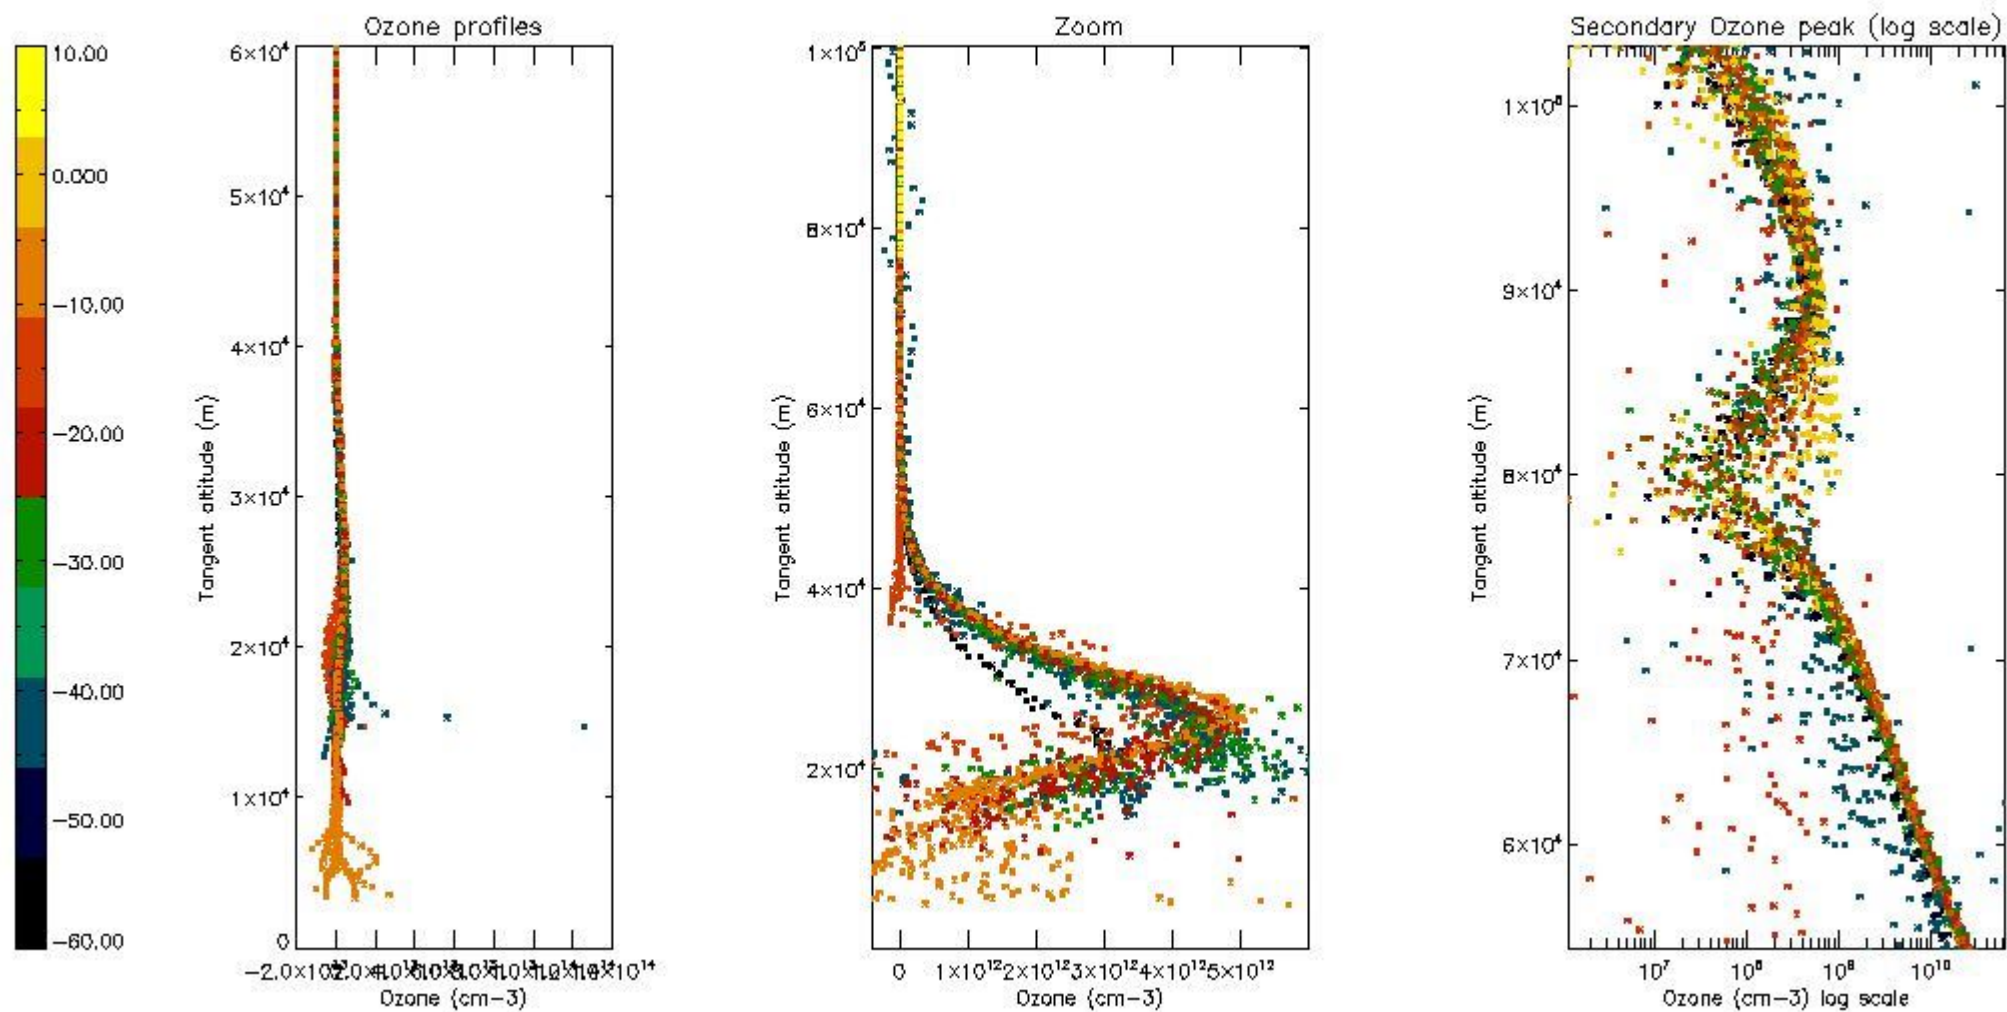 Ozone profiles
Zoom
Secondary Ozone peak (log scale)
10.00
0.000
−10.00
−20.00
−30.00
−40.00
−50.00
−60.00
6×10⁴
5×10⁴
4×10⁴
3×10⁴
2×10⁴
1×10⁴
0
Tangent altitude (m)
Ozone (cm−3)
1×10⁵
8×10⁴
6×10⁴
4×10⁴
2×10⁴
Tangent altitude (m)
0 1×10¹² 2×10¹² 3×10¹² 4×10¹² 5×10¹²
Ozone (cm−3)
9×10⁴
8×10⁴
7×10⁴
6×10⁴
Tangent altitude (m)
10⁷ 10⁸ 10⁹ 10¹⁰
Ozone (cm−3) log scale